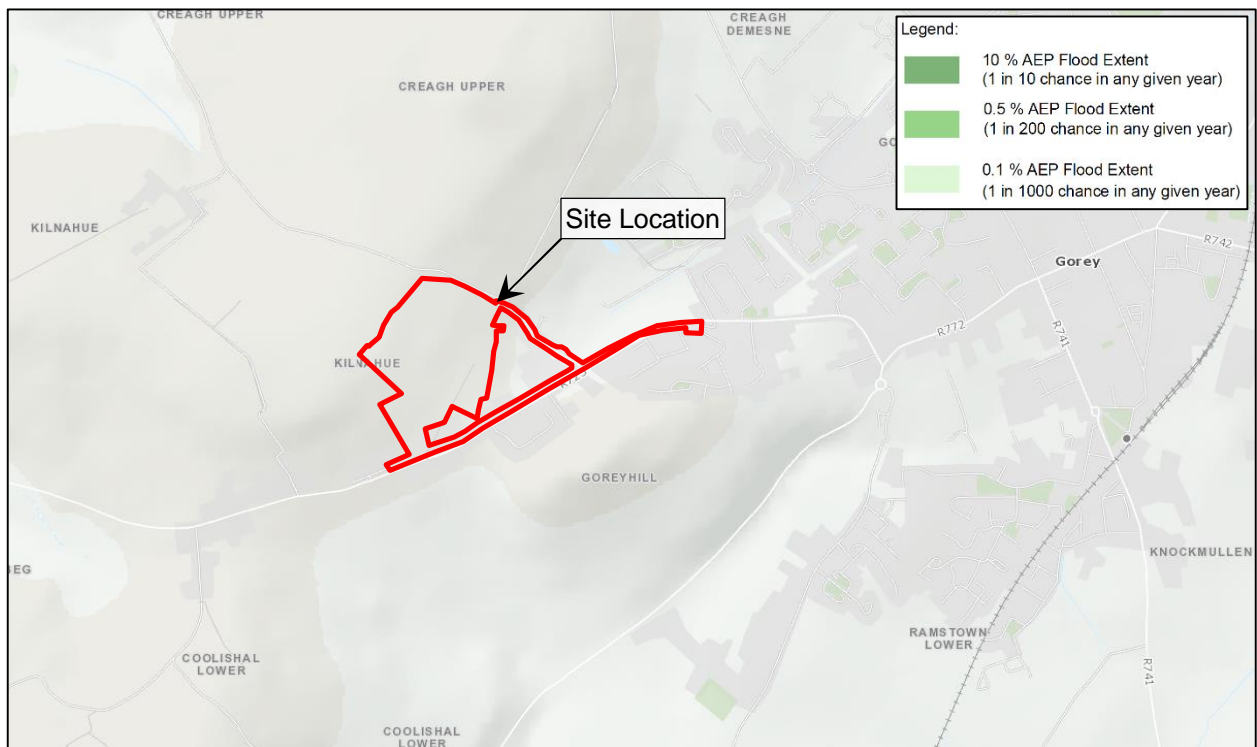 CREAGH UPPER
CREAGH
DEMESNE
Legend:
10 % AEP Flood Extent
(1 in 10 chance in any given year)
0.5 % AEP Flood Extent
(1 in 200 chance in any given year)
0.1 % AEP Flood Extent
(1 in 1000 chance in any given year)
CREAGH UPPER
GO
KILNAHUE
Site Location
Gorey
R742
R772
R741
KILNAHUE
R725
GOREYHILL
KNOCKMULLEN
BEG
RAMSTOWN
LOWER
COOLISHAL
LOWER
R741
COOLISHAL
LOWER